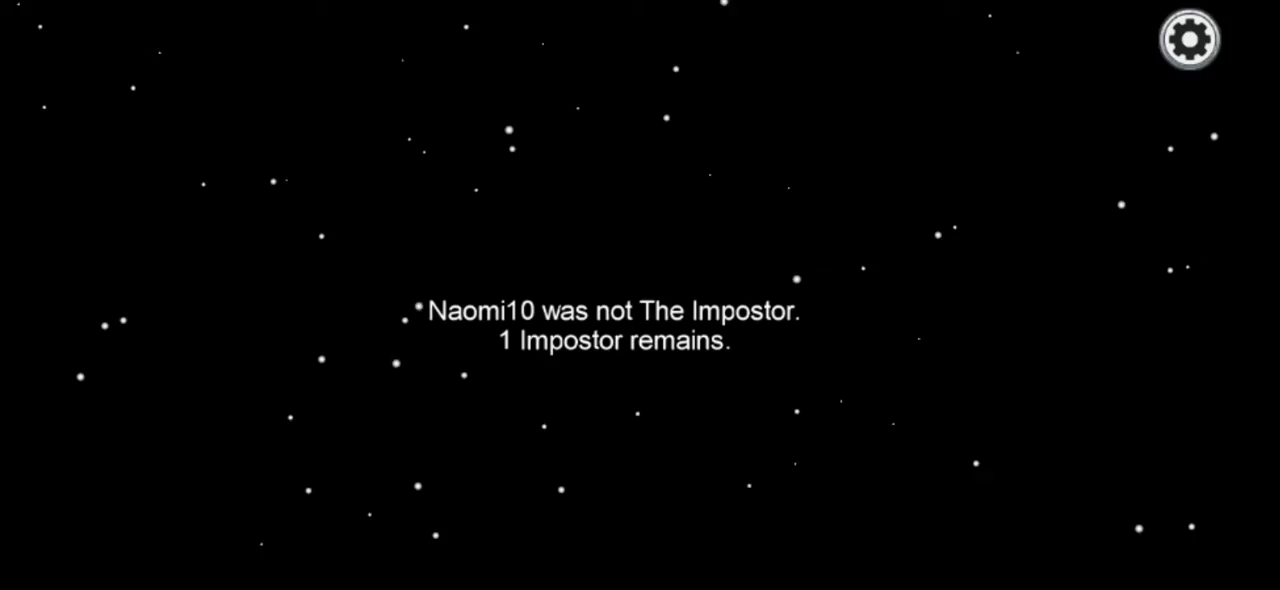 Naomi10 was not The Impostor.
1 Impostor remains.